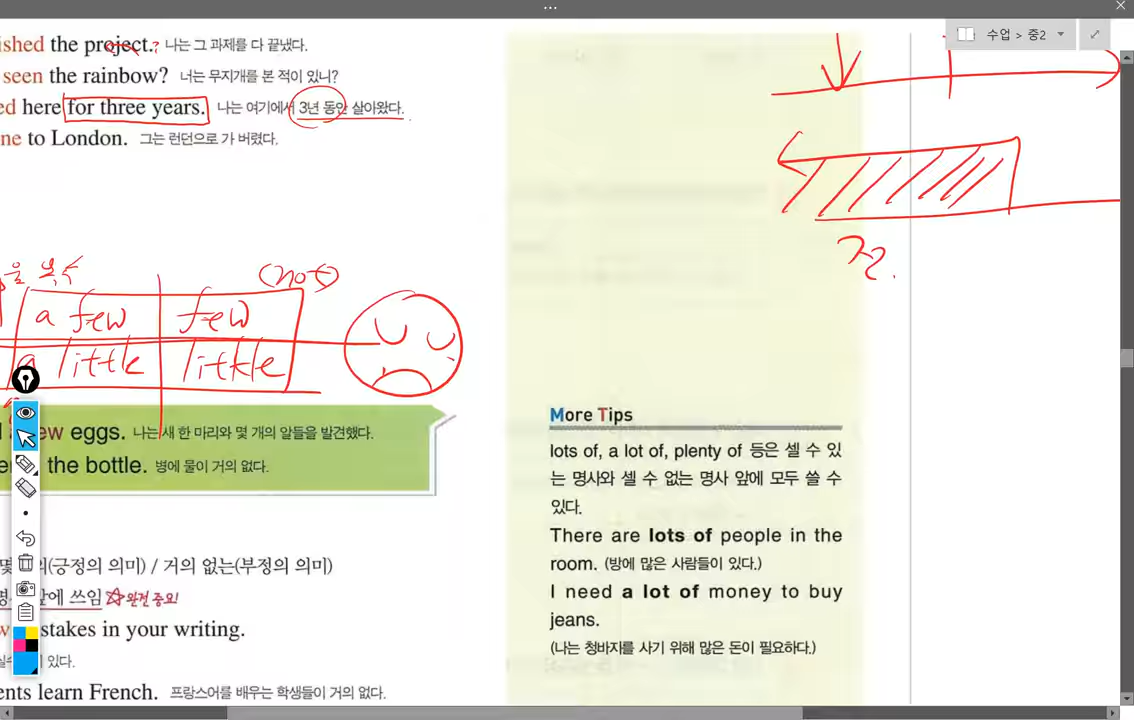 수업 > 중2
ished the project. ? 나는 그 과제를 다 끝냈다.
seen the rainbow? 너는 무지개를 본 적이 있니?
ed here for three years. 나는 여기에서 3년 동안 살아왔다.
ne to London. 그는 런던으로 가 버렸다.
(not)
a few few
a little little
ew eggs. 나는 새 한 마리와 몇 개의 알들을 발견했다.
the bottle. 병에 물이 거의 없다.
의(긍정의 의미) / 거의 없는(부정의 의미)
앞에 쓰임 ☆완전 중요!
stakes in your writing.
있다.
ents learn French. 프랑스어를 배우는 학생들이 거의 없다.
More Tips
lots of, a lot of, plenty of 등은 셀 수 있
는 명사와 셀 수 없는 명사 앞에 모두 쓸 수
있다.
There are lots of people in the
room. (방에 많은 사람들이 있다.)
I need a lot of money to buy
jeans.
(나는 청바지를 사기 위해 많은 돈이 필요하다.)